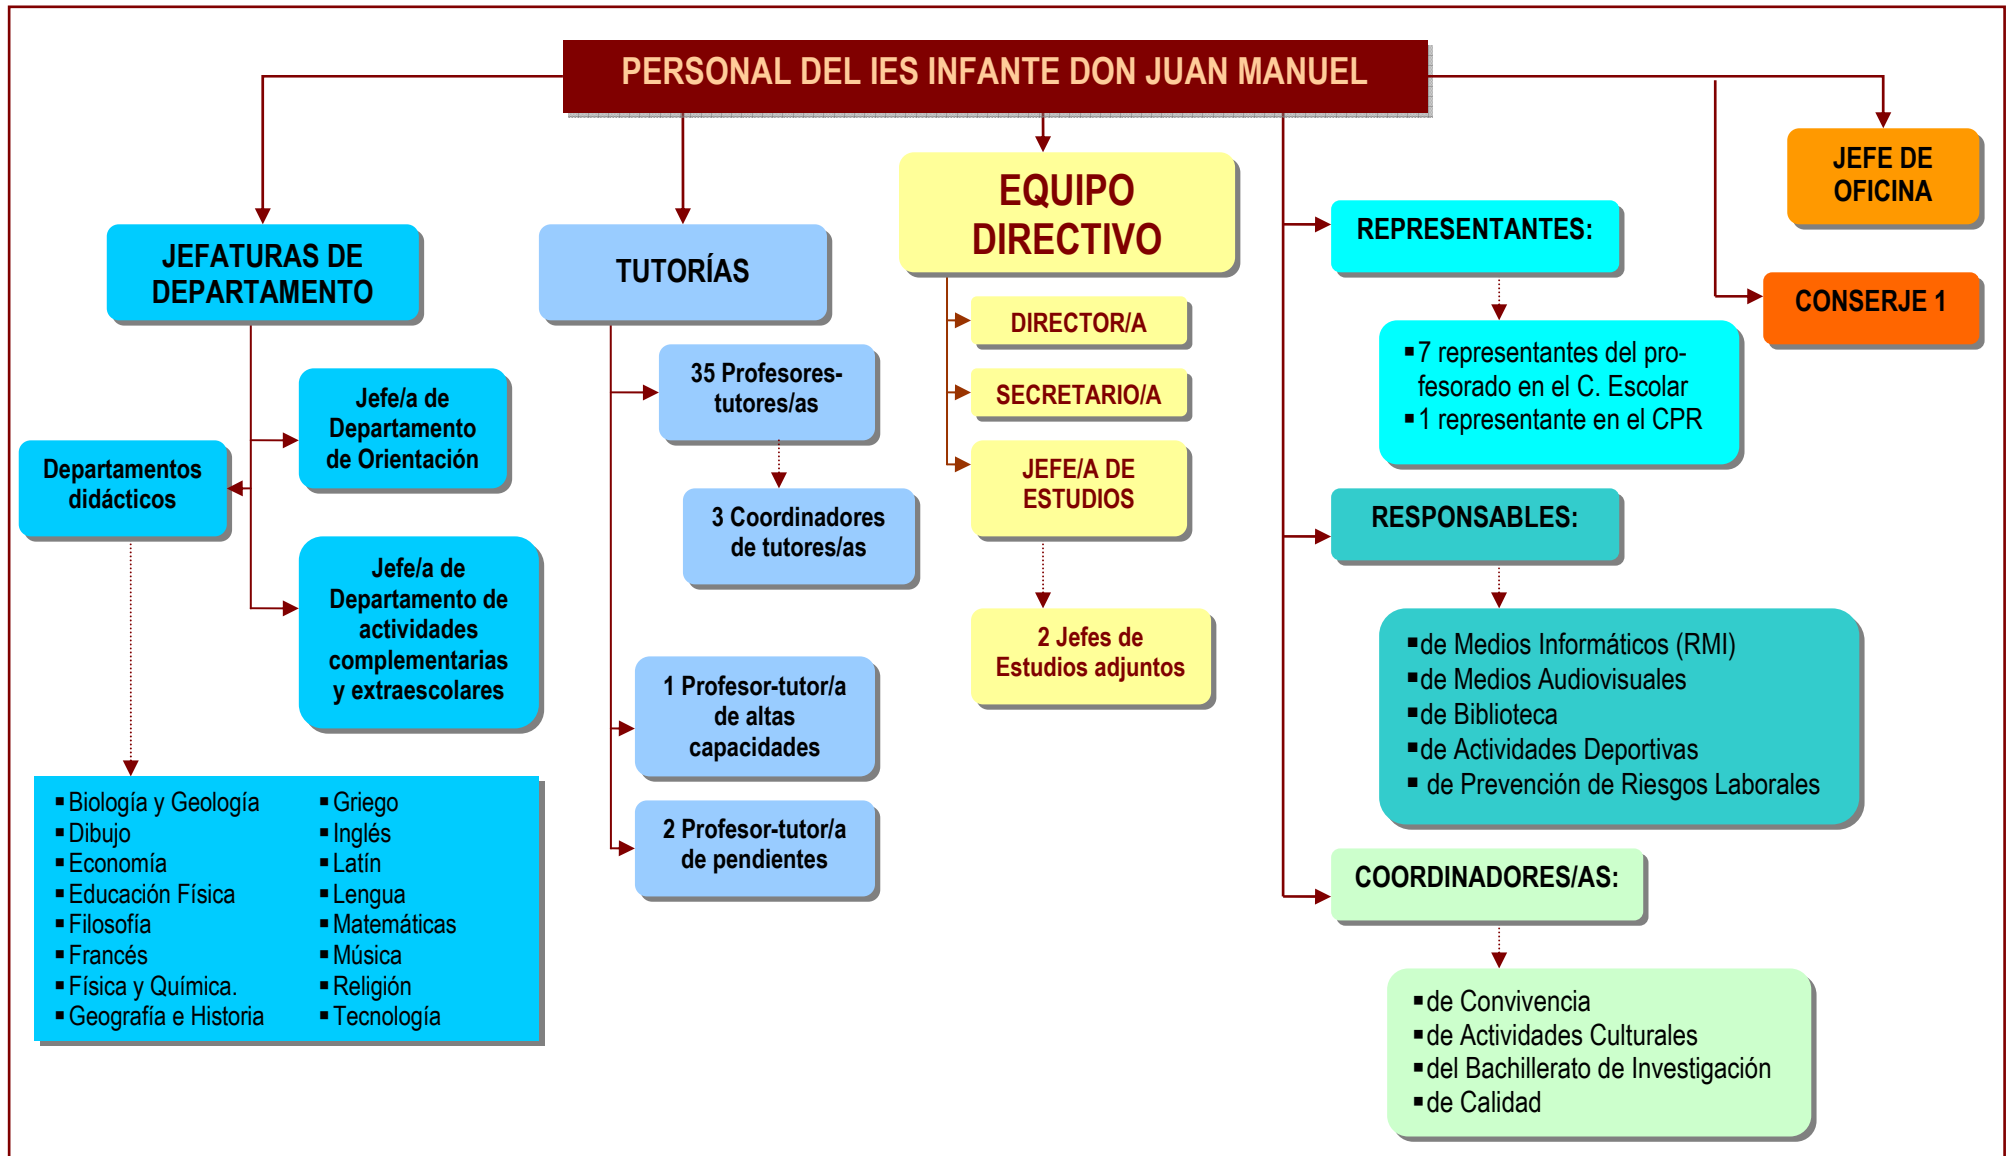 PERSONAL DEL IES INFANTE DON JUAN MANUEL
JEFATURAS DE
DEPARTAMENTO
Jefe/a de
Departamento
de Orientación
Departamentos
didácticos
Jefe/a de
Departamento de
actividades
complementarias
y extraescolares
▪ Biología y Geología
▪ Dibujo
▪ Economía
▪ Educación Física
▪ Filosofía
▪ Francés
▪ Física y Química.
▪ Geografía e Historia
▪ Griego
▪ Inglés
▪ Latín
▪ Lengua
▪ Matemáticas
▪ Música
▪ Religión
▪ Tecnología
TUTORÍAS
35 Profesores-
tutores/as
3 Coordinadores
de tutores/as
1 Profesor-tutor/a
de altas
capacidades
2 Profesor-tutor/a
de pendientes
EQUIPO
DIRECTIVO
DIRECTOR/A
SECRETARIO/A
JEFE/A DE
ESTUDIOS
2 Jefes de
Estudios adjuntos
REPRESENTANTES:
▪ 7 representantes del pro-
fesorado en el C. Escolar
▪ 1 representante en el CPR
RESPONSABLES:
▪ de Medios Informáticos (RMI)
▪ de Medios Audiovisuales
▪ de Biblioteca
▪ de Actividades Deportivas
▪ de Prevención de Riesgos Laborales
COORDINADORES/AS:
▪ de Convivencia
▪ de Actividades Culturales
▪ del Bachillerato de Investigación
▪ de Calidad
JEFE DE
OFICINA
CONSERJE 1